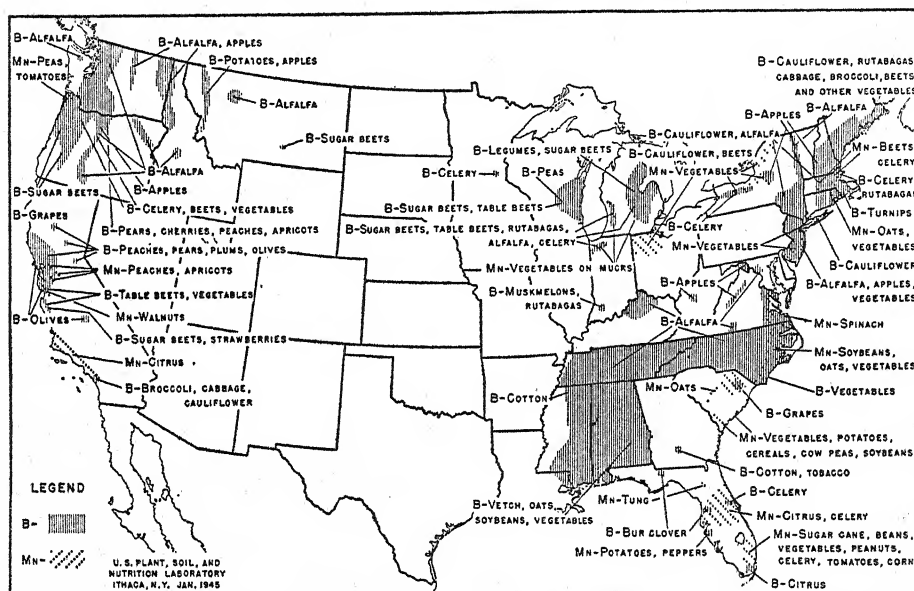 B-ALFALFA
MN-PEAS,
TOMATOES
B-ALFALFA, APPLES
B-POTATOES, APPLES
B-ALFALFA
B-SUGAR BEETS
B-SUGAR BEETS
B-ALFALFA
B-APPLES
B-CELERY, BEETS, VEGETABLES
B-GRAPES
B-PEARS, CHERRIES, PEACHES, APRICOTS
B-PEACHES, PEARS, PLUMS, OLIVES
MN-PEACHES, APRICOTS
B-TABLE BEETS, VEGETABLES
MN-WALNUTS
B-OLIVES
B-SUGAR BEETS, STRAWBERRIES
MN-CITRUS
B-BROCCOLI, CABBAGE,
CAULIFLOWER
B-CAULIFLOWER, RUTABAGAS
CABBAGE, BROCCOLI, BEETS
AND OTHER VEGETABLES
B-ALFALFA
B-APPLES
B-CAULIFLOWER, ALFALFA
B-LEGUMES, SUGAR BEETS
B-CAULIFLOWER, BEETS
MN-BEETS
CELERY
B-CELERY
B-PEAS
MN-VEGETABLES
B-CELERY
RUTABAGA
B-SUGAR BEETS, TABLE BEETS
B-SUGAR BEETS, TABLE BEETS, RUTABAGAS,
ALFALFA, CELERY
B-CELERY
B-TURNIPS
MN-OATS,
VEGETABLES
MN-VEGETABLES
B-CAULIFLOWER
MN-VEGETABLES ON MUCKS
B-APPLES
B-ALFALFA, APPLES,
VEGETABLES
B-MUSKMELONS,
RUTABAGAS
B-ALFALFA
MN-SPINACH
MN-SOYBEANS,
OATS, VEGETABLES
B-VEGETABLES
B-COTTON
MN-OATS
B-GRAPES
MN-VEGETABLES, POTATOES,
CEREALS, COW PEAS, SOYBEANS
B-COTTON, TOBACCO
B-VETCH, OATS,
SOYBEANS, VEGETABLES
MN-TUNG
B-CELERY
MN-CITRUS, CELERY
B-BUR CLOVER
MN-POTATOES, PEPPERS
MN-SUGAR CANE, BEANS,
VEGETABLES, PEANUTS,
CELERY, TOMATOES, CORN
B-CITRUS
LEGEND
B-
MN-
U.S. PLANT, SOIL, AND
NUTRITION LABORATORY
ITHACA, N.Y. JAN. 1945